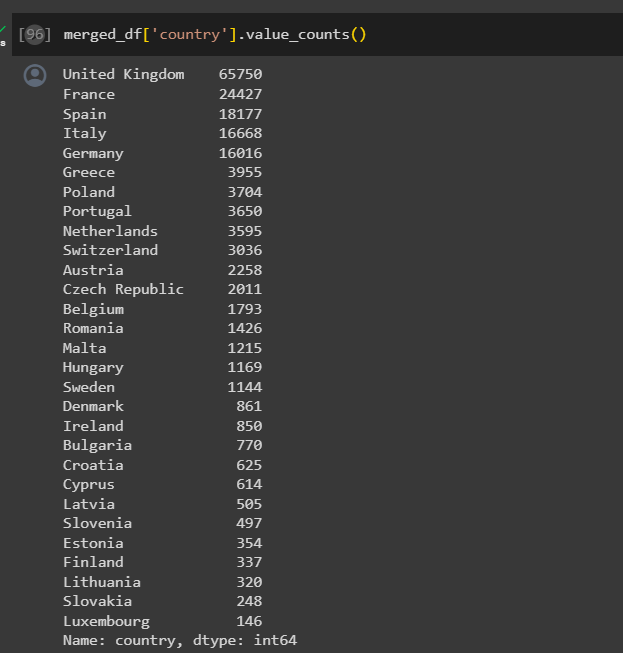 [96] merged_df['country'].value_counts()
s
United Kingdom    65750
France            24427
Spain             18177
Italy             16668
Germany           16016
Greece             3955
Poland             3704
Portugal           3650
Netherlands        3595
Switzerland        3036
Austria            2258
Czech Republic     2011
Belgium            1793
Romania            1426
Malta              1215
Hungary            1169
Sweden             1144
Denmark             861
Ireland             850
Bulgaria            770
Croatia             625
Cyprus              614
Latvia              505
Slovenia            497
Estonia             354
Finland             337
Lithuania           320
Slovakia            248
Luxembourg          146
Name: country, dtype: int64